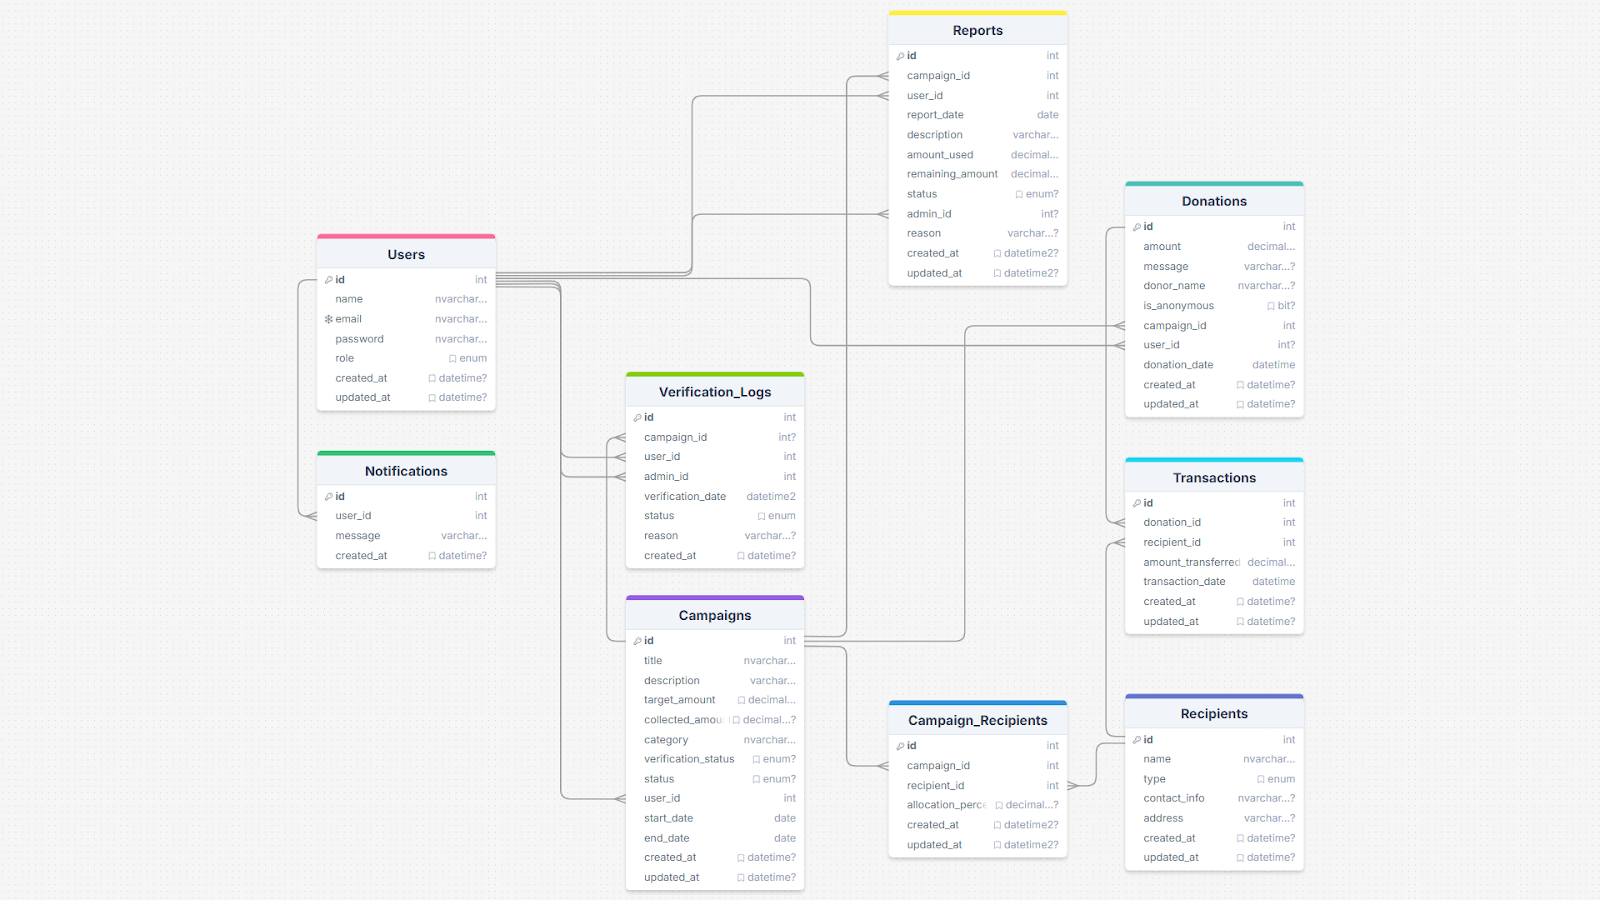 Reports
id int
campaign_id int
user_id int
report_date date
description varchar...
amount_used decimal...
remaining_amount decimal...
status enum?
admin_id int?
reason varchar...?
created_at datetime2?
updated_at datetime2?
Donations
id int
amount decimal...
message varchar...?
donor_name nvarchar...?
is_anonymous bit?
campaign_id int
user_id int?
donation_date datetime
created_at datetime?
updated_at datetime?
Users
id int
name nvarchar...
email nvarchar...
password nvarchar...
role enum
created_at datetime?
updated_at datetime?
Verification_Logs
id int
campaign_id int?
user_id int
admin_id int
verification_date datetime2
status enum
reason varchar...?
created_at datetime?
Notifications
id int
user_id int
message varchar...
created_at datetime?
Transactions
id int
donation_id int
recipient_id int
amount_transferred decimal...
transaction_date datetime
created_at datetime?
updated_at datetime?
Campaigns
id int
title nvarchar...
description varchar...
target_amount decimal...
collected_amou decimal...?
category nvarchar...
verification_status enum?
status enum?
user_id int
start_date date
end_date date
created_at datetime?
updated_at datetime?
Campaign_Recipients
id int
campaign_id int
recipient_id int
allocation_perce decimal...?
created_at datetime2?
updated_at datetime2?
Recipients
id int
name nvarchar...
type enum
contact_info nvarchar...?
address varchar...?
created_at datetime?
updated_at datetime?